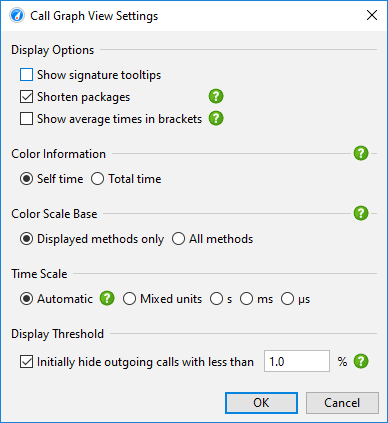 Call Graph View Settings
Display Options
Show signature tooltips
Shorten packages ?
Show average times in brackets ?
Color Information ?
Self time Total time
Color Scale Base ?
Displayed methods only All methods
Time Scale
Automatic ? Mixed units s ms µs
Display Threshold
Initially hide outgoing calls with less than 1.0 % ?
OK Cancel